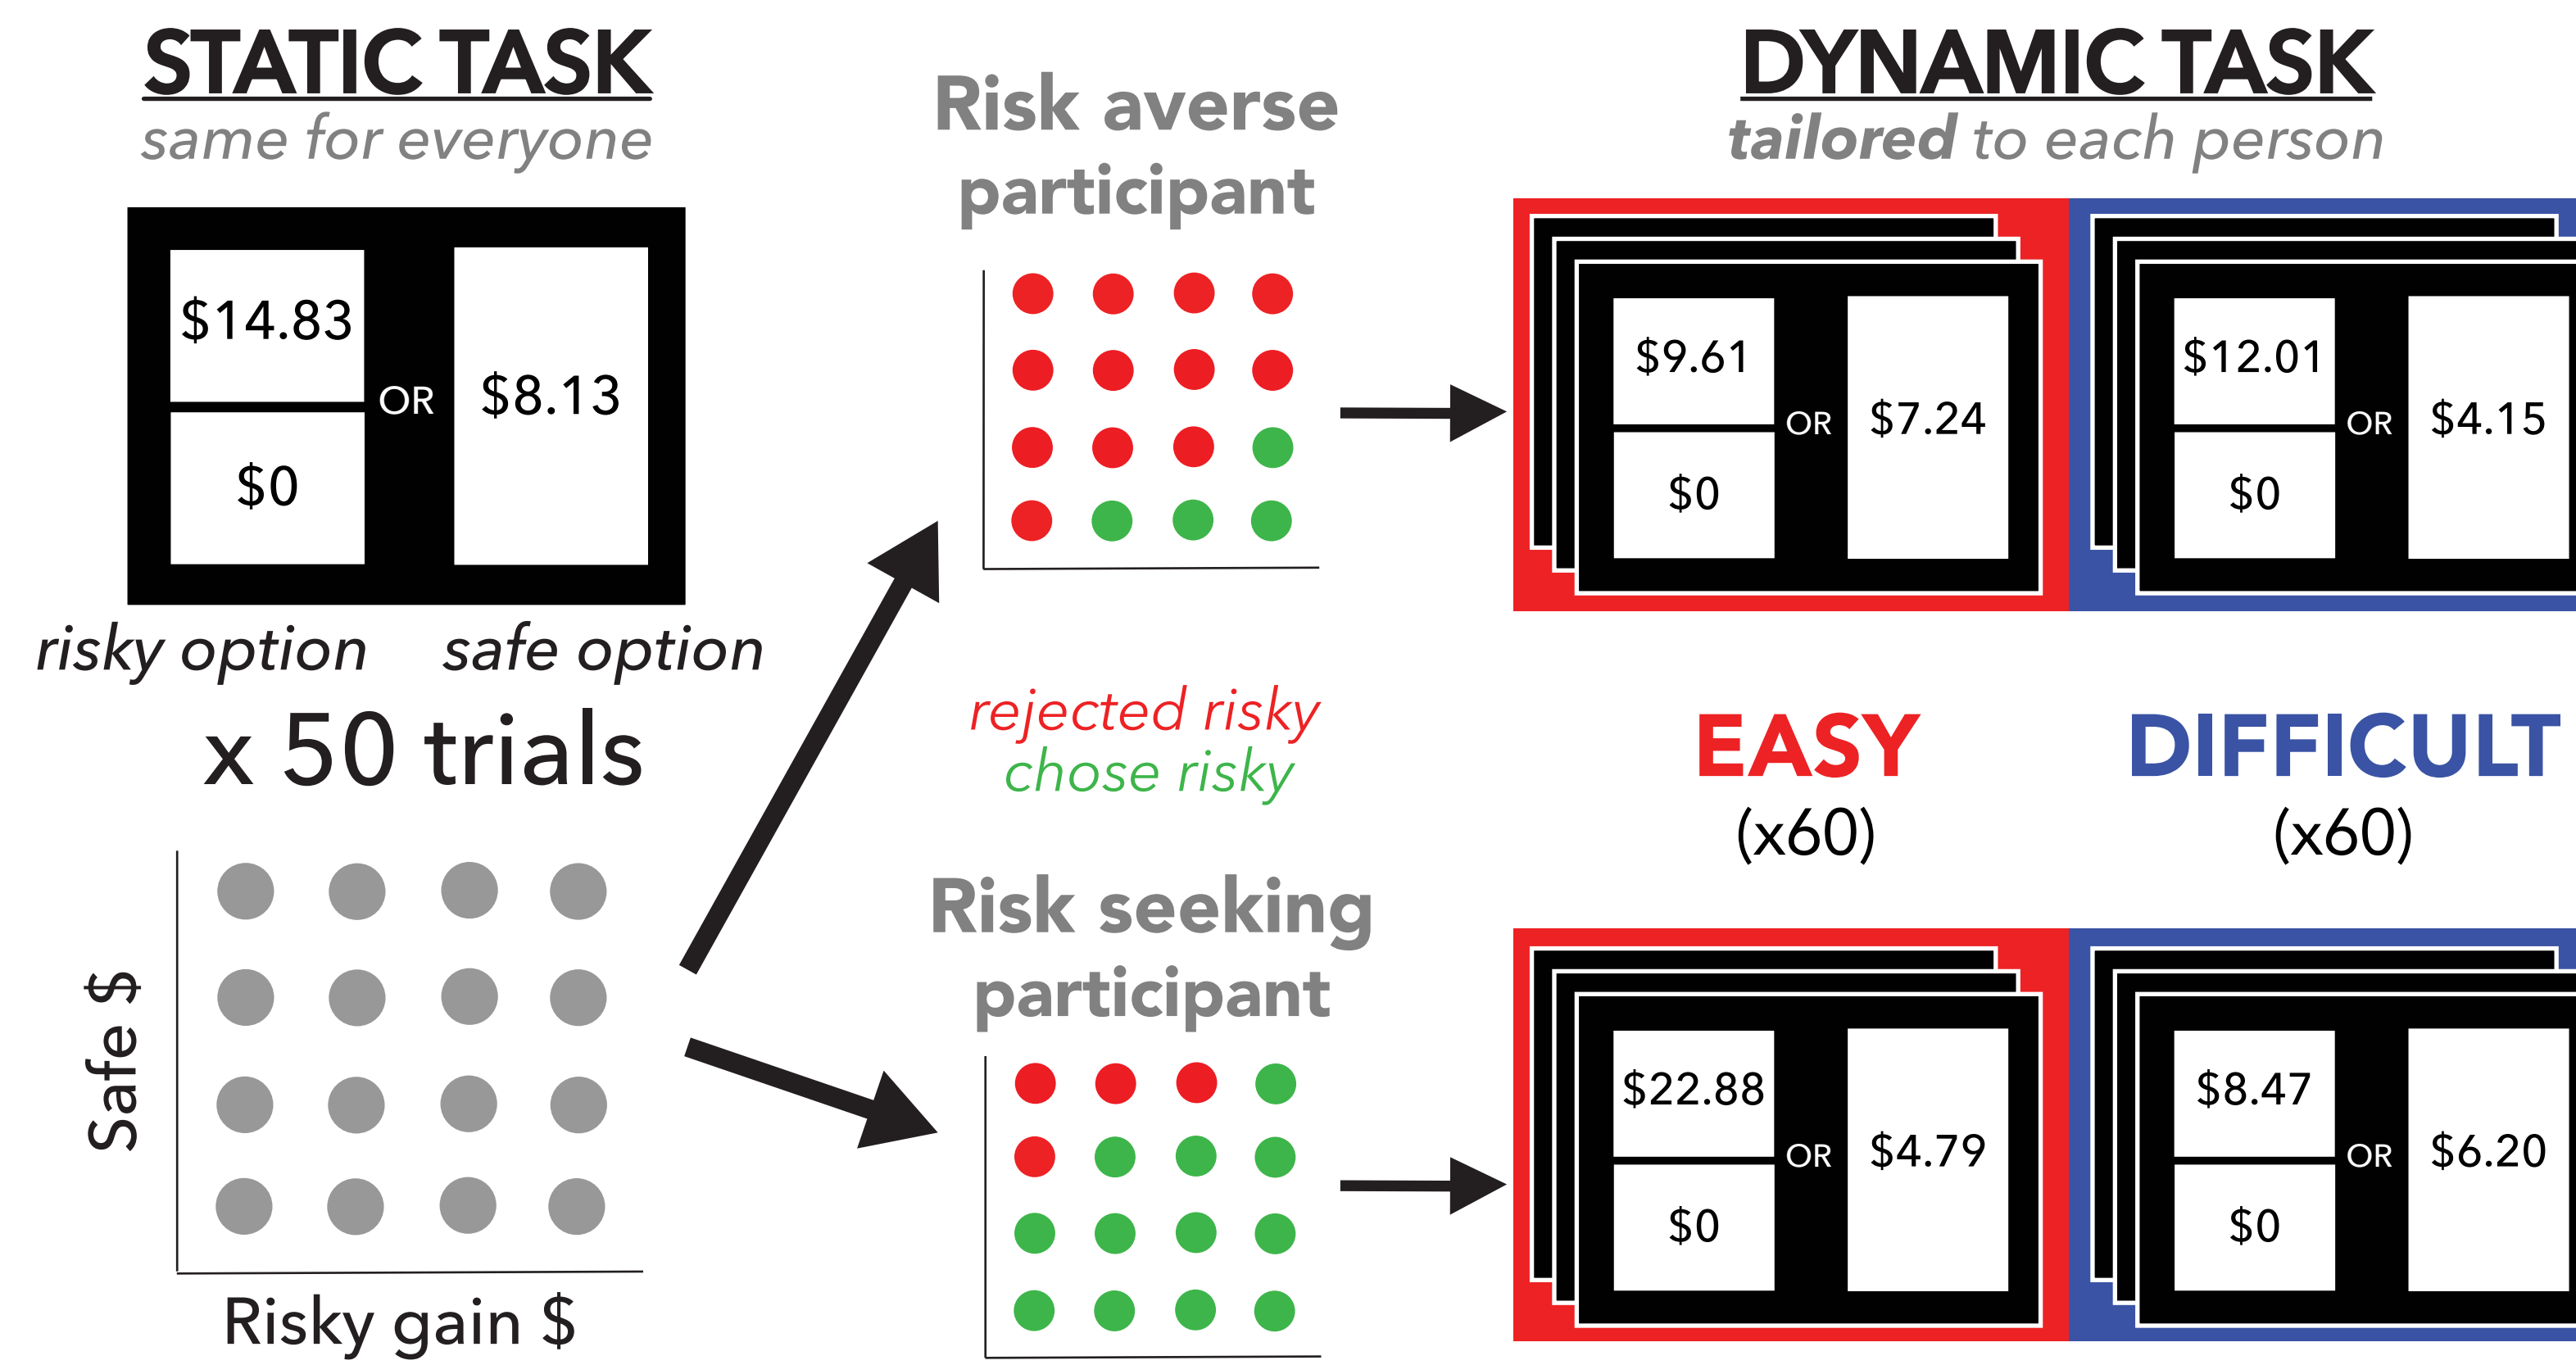 STATIC TASK
same for everyone
$14.83
$0
OR
$8.13
risky option
safe option
x 50 trials
Safe $
Risky gain $
Risk averse
participant
rejected risky
chose risky
Risk seeking
participant
DYNAMIC TASK
tailored to each person
$9.61
$0
OR
$7.24
$12.01
$0
OR
$4.15
EASY
(x60)
DIFFICULT
(x60)
$22.88
$0
OR
$4.79
$8.47
$0
OR
$6.20